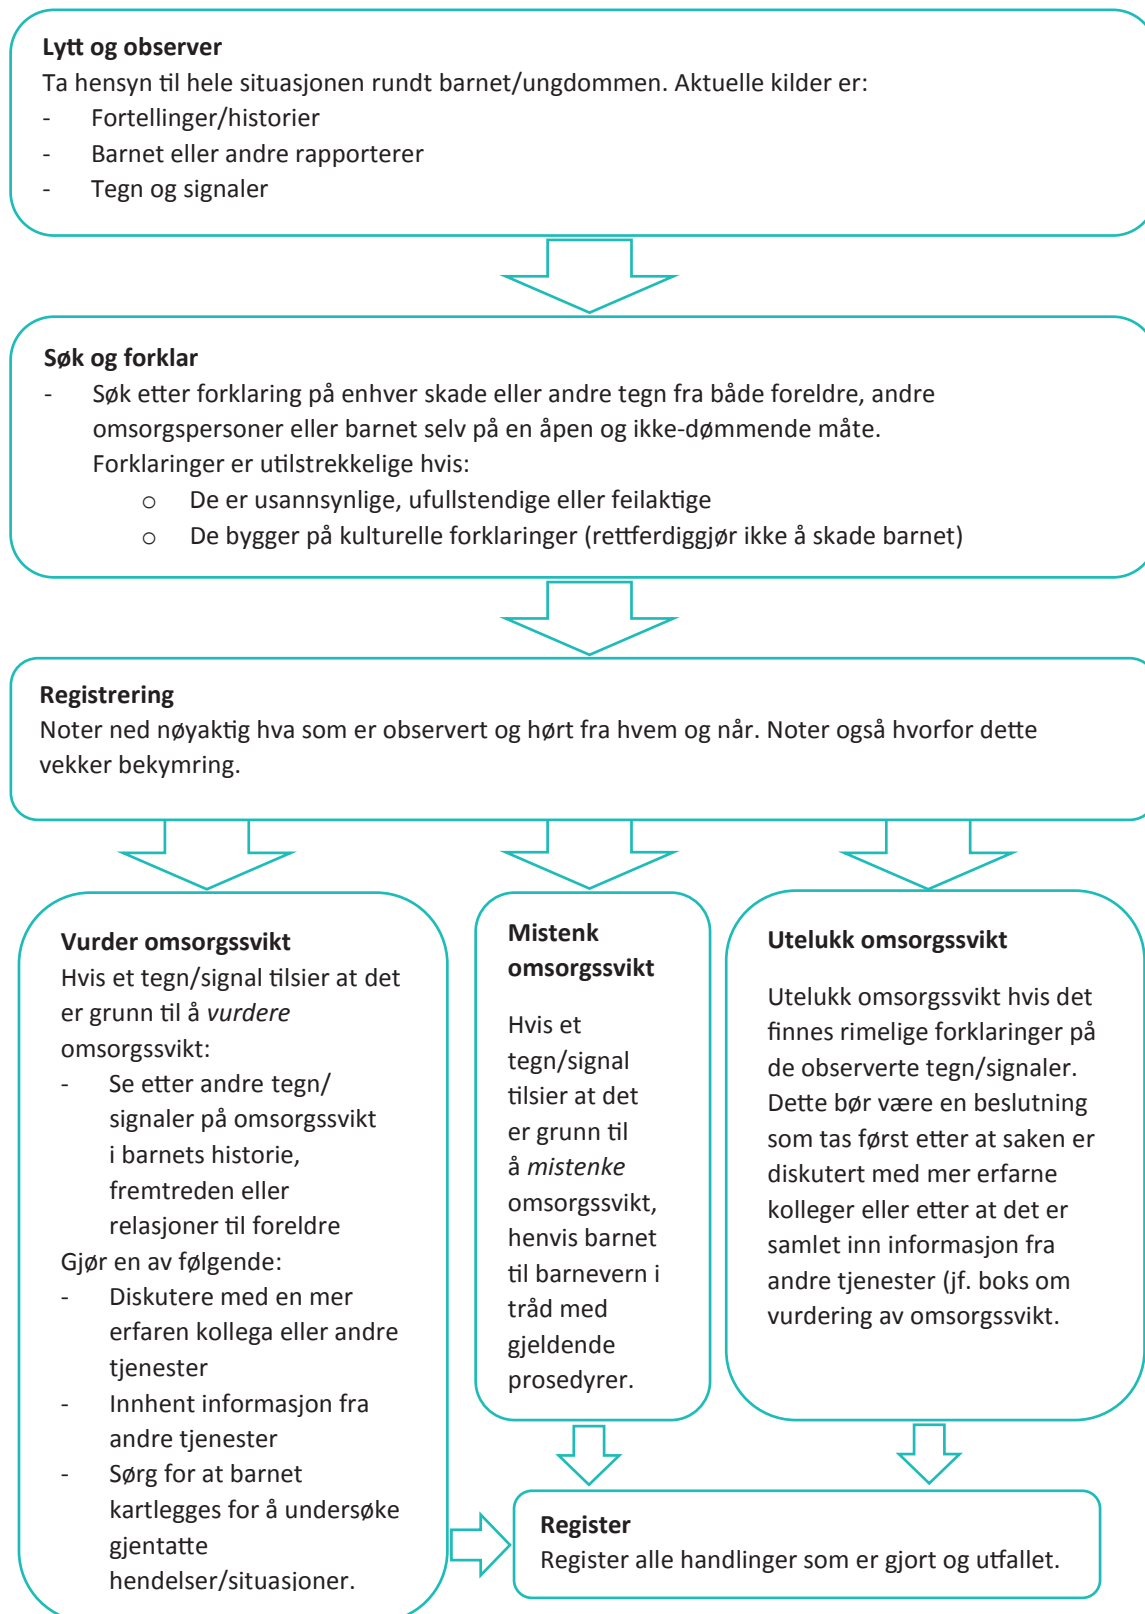 Lytt og observer
Ta hensyn til hele situasjonen rundt barnet/ungdommen. Aktuelle kilder er:
- Fortellinger/historier
- Barnet eller andre rapporterer
- Tegn og signaler
Søk og forklar
- Søk etter forklaring på enhver skade eller andre tegn fra både foreldre, andre
omsorgspersoner eller barnet selv på en åpen og ikke-dømmende måte.
Forklaringer er utilstrekkelige hvis:
o De er usannsynlige, ufullstendige eller feilaktige
o De bygger på kulturelle forklaringer (rettferdiggjør ikke å skade barnet)
Registrering
Noter ned nøyaktig hva som er observert og hørt fra hvem og når. Noter også hvorfor dette
vekker bekymring.
Vurder omsorgssvikt
Hvis et tegn/signal tilsier at det
er grunn til å vurdere
omsorgssvikt:
- Se etter andre tegn/
signaler på omsorgssvikt
i barnets historie,
fremtreden eller
relasjoner til foreldre
Gjør en av følgende:
- Diskutere med en mer
erfaren kollega eller andre
tjenester
- Innhent informasjon fra
andre tjenester
- Sørg for at barnet
kartlegges for å undersøke
gjentatte
hendelser/situasjoner.
Mistenk
omsorgssvikt
Hvis et
tegn/signal
tilsier at det
er grunn til
å mistenke
omsorgssvikt,
henvis barnet
til barnevern i
tråd med
gjeldende
prosedyrer.
Utelukk omsorgssvikt
Utelukk omsorgssvikt hvis det
finnes rimelige forklaringer på
de observerte tegn/signaler.
Dette bør være en beslutning
som tas først etter at saken er
diskutert med mer erfarne
kolleger eller etter at det er
samlet inn informasjon fra
andre tjenester (jf. boks om
vurdering av omsorgssvikt.
Register
Register alle handlinger som er gjort og utfallet.